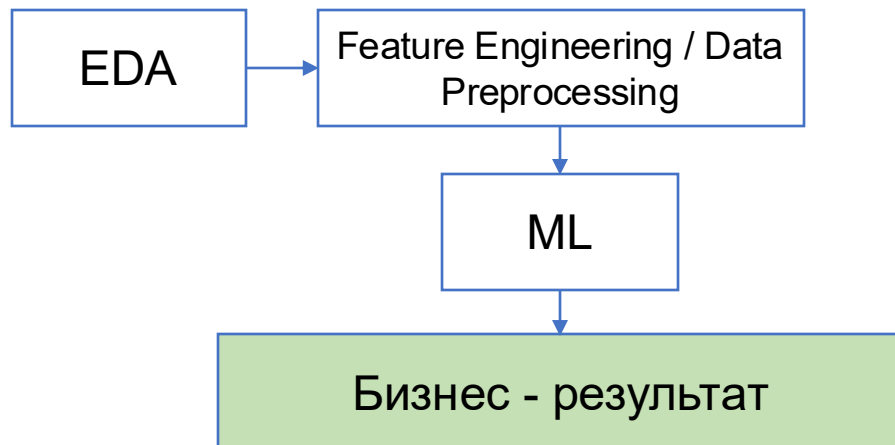 EDA
Feature Engineering / Data
Preprocessing
ML
Бизнес - результат